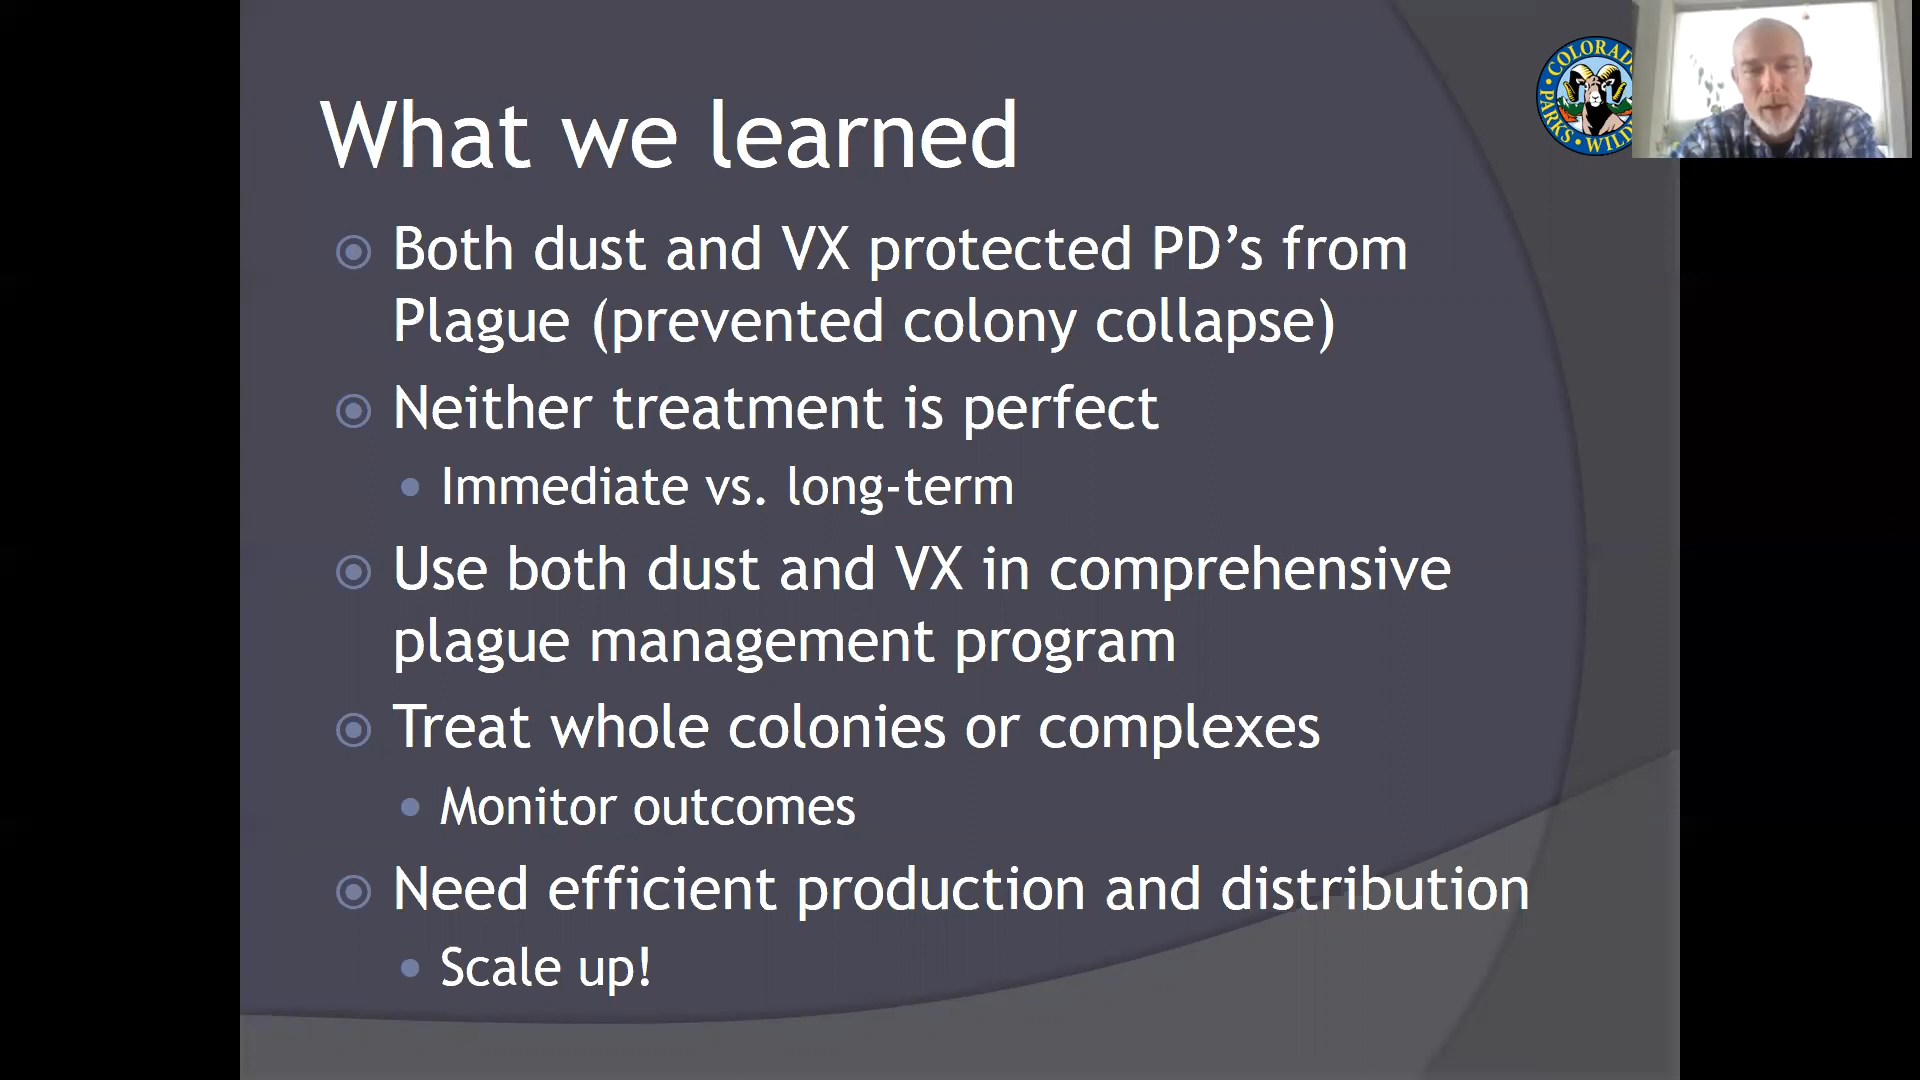 What we learned
Both dust and VX protected PD’s from
Plague (prevented colony collapse)
Neither treatment is perfect
Immediate vs. long-term
Use both dust and VX in comprehensive
plague management program
Treat whole colonies or complexes
Monitor outcomes
Need efficient production and distribution
Scale up!
COLORAD
PARKS • WILD